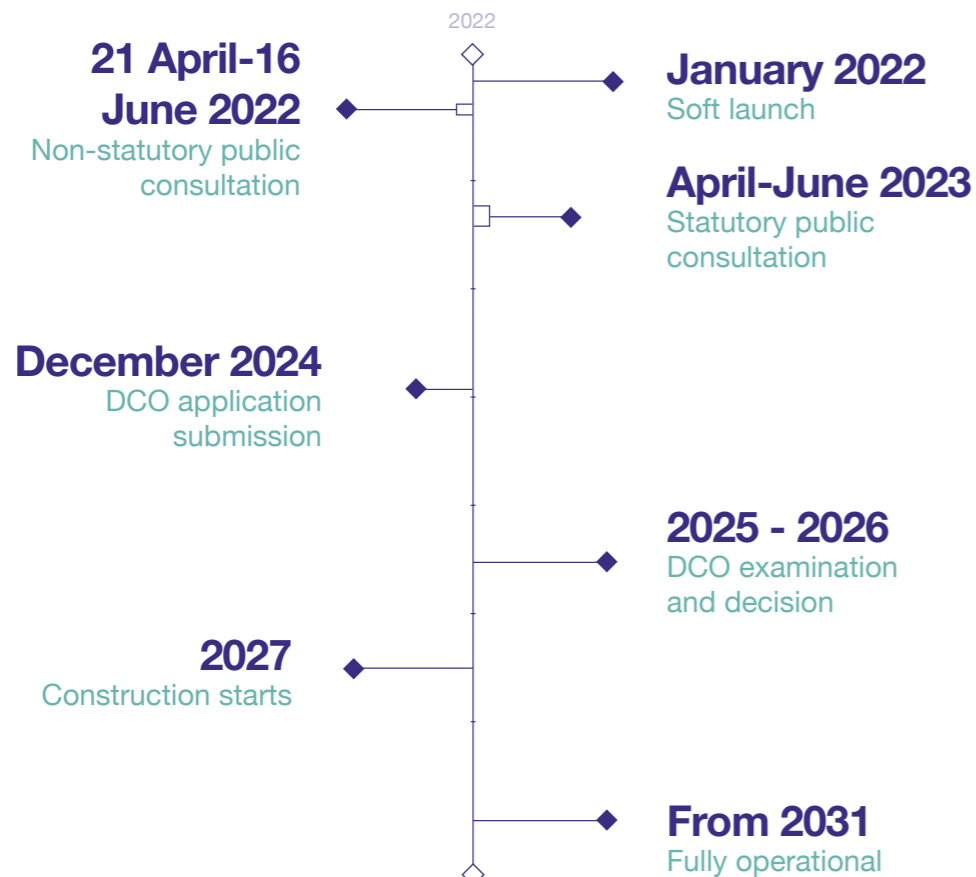 2022
21 April-16
June 2022
Non-statutory public
consultation
January 2022
Soft launch
April-June 2023
Statutory public
consultation
December 2024
DCO application
submission
2025 - 2026
DCO examination
and decision
2027
Construction starts
From 2031
Fully operational